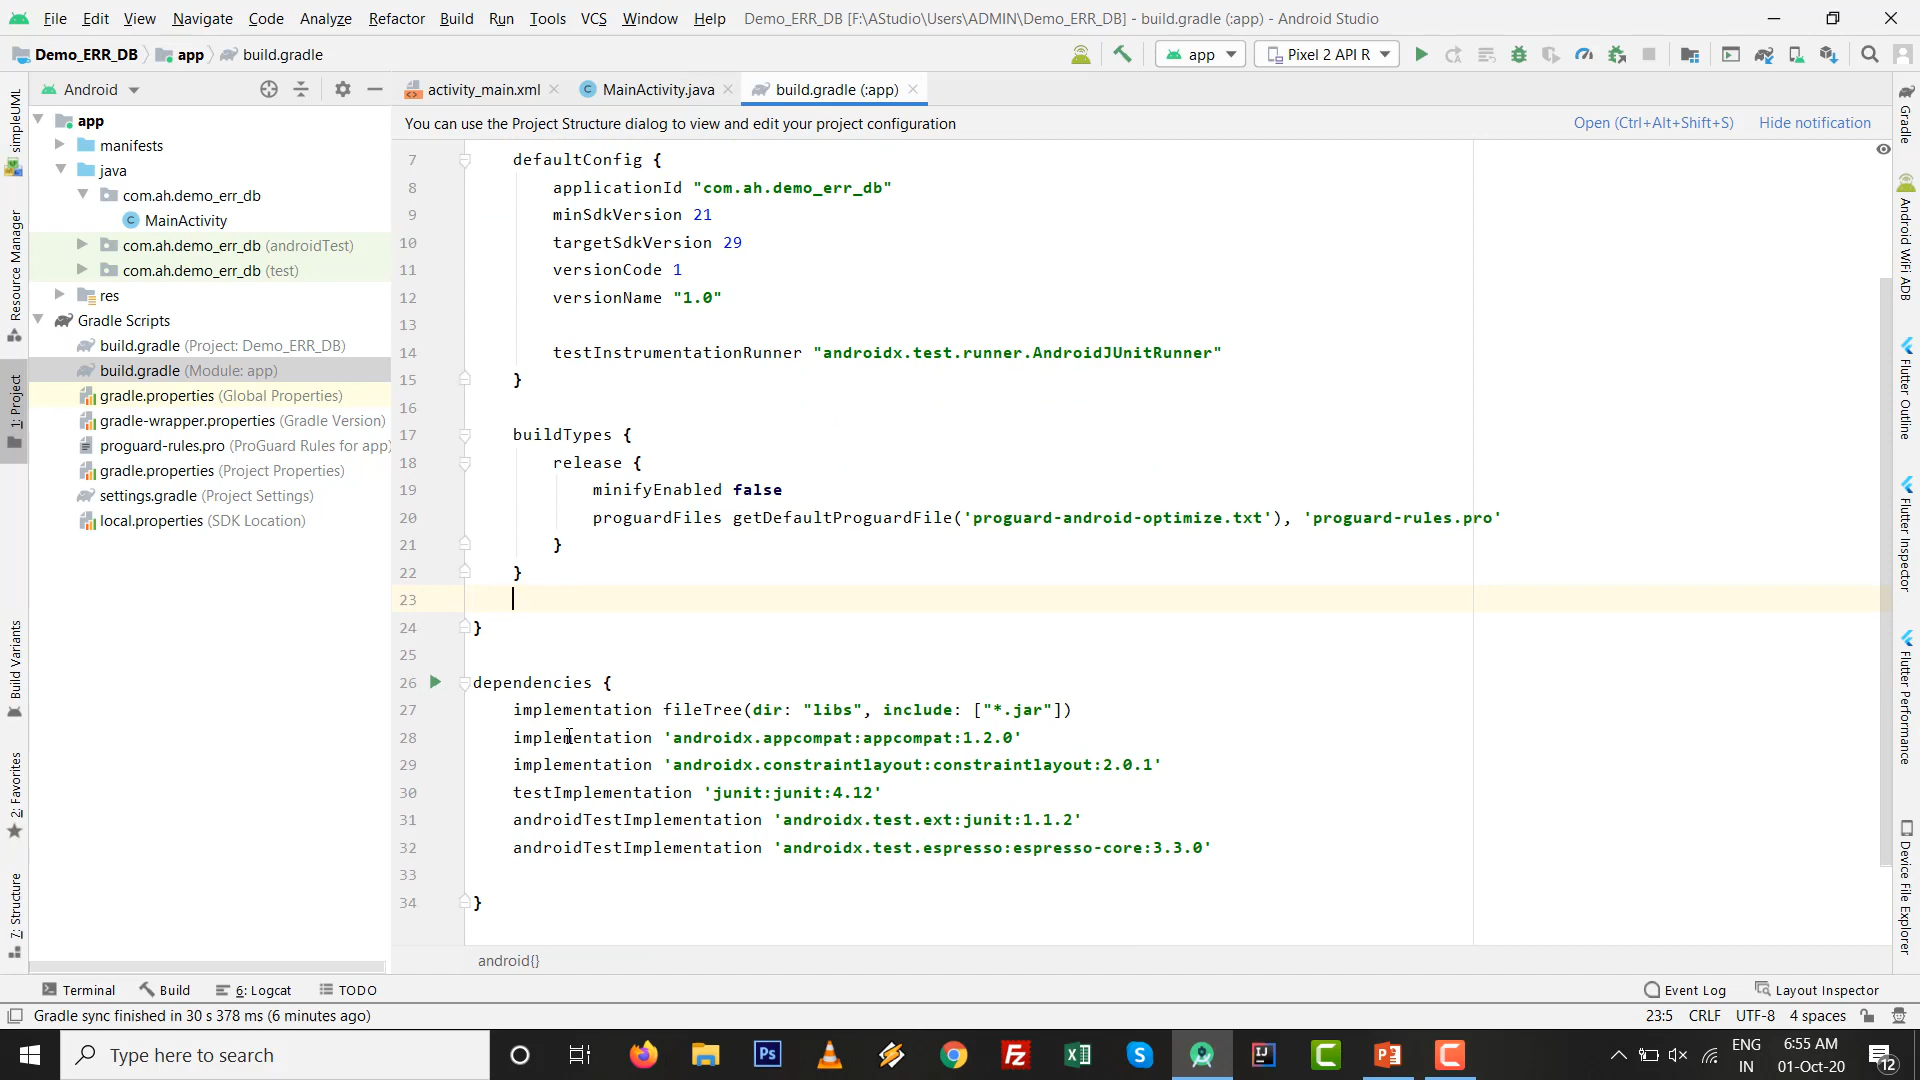 File Edit View Navigate Code Analyze Refactor Build Run Tools VCS Window Help Demo_ERR_DB [F:\AStudio\Users\ADMIN\Demo_ERR_DB] - build.gradle (:app) - Android Studio
Demo_ERR_DB app build.gradle app Pixel 2 API R
Android activity_main.xml MainActivity.java build.gradle (:app)
You can use the Project Structure dialog to view and edit your project configuration Open (Ctrl+Alt+Shift+S) Hide notification
app
manifests
java
com.ah.demo_err_db
MainActivity
com.ah.demo_err_db (androidTest)
com.ah.demo_err_db (test)
res
Gradle Scripts
build.gradle (Project: Demo_ERR_DB)
build.gradle (Module: app)
gradle.properties (Global Properties)
gradle-wrapper.properties (Gradle Version)
proguard-rules.pro (ProGuard Rules for app)
gradle.properties (Project Properties)
settings.gradle (Project Settings)
local.properties (SDK Location)
7 defaultConfig {
8 applicationId "com.ah.demo_err_db"
9 minSdkVersion 21
10 targetSdkVersion 29
11 versionCode 1
12 versionName "1.0"
13
14 testInstrumentationRunner "androidx.test.runner.AndroidJUnitRunner"
15 }
16
17 buildTypes {
18 release {
19 minifyEnabled false
20 proguardFiles getDefaultProguardFile('proguard-android-optimize.txt'), 'proguard-rules.pro'
21 }
22 }
23
24 }
25
26 dependencies {
27 implementation fileTree(dir: "libs", include: ["*.jar"])
28 implementation 'androidx.appcompat:appcompat:1.2.0'
29 implementation 'androidx.constraintlayout:constraintlayout:2.0.1'
30 testImplementation 'junit:junit:4.12'
31 androidTestImplementation 'androidx.test.ext:junit:1.1.2'
32 androidTestImplementation 'androidx.test.espresso:espresso-core:3.3.0'
33
34 }
android{}
simpleUML
Resource Manager
1: Project
Build Variants
2: Favorites
7: Structure
Gradle
Android WiFi ADB
Flutter Outline
Flutter Inspector
Flutter Performance
Device File Explorer
Terminal Build 6: Logcat TODO Event Log Layout Inspector
Gradle sync finished in 30 s 378 ms (6 minutes ago) 23:5 CRLF UTF-8 4 spaces
Type here to search
ENG
IN
6:55 AM
01-Oct-20
12